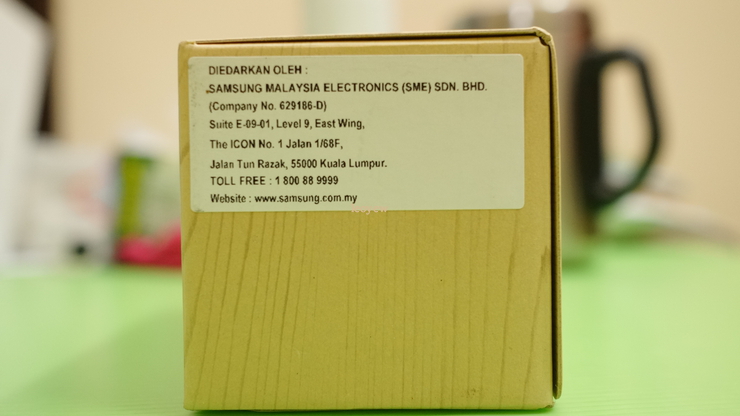 DIEDARKAN OLEH :
SAMSUNG MALAYSIA ELECTRONICS (SME) SDN. BHD.
(Company No. 629186-D)
Suite E-09-01, Level 9, East Wing,
The ICON No. 1 Jalan 1/68F,
Jalan Tun Razak, 55000 Kuala Lumpur.
TOLL FREE : 1 800 88 9999
Website : www.samsung.com.my